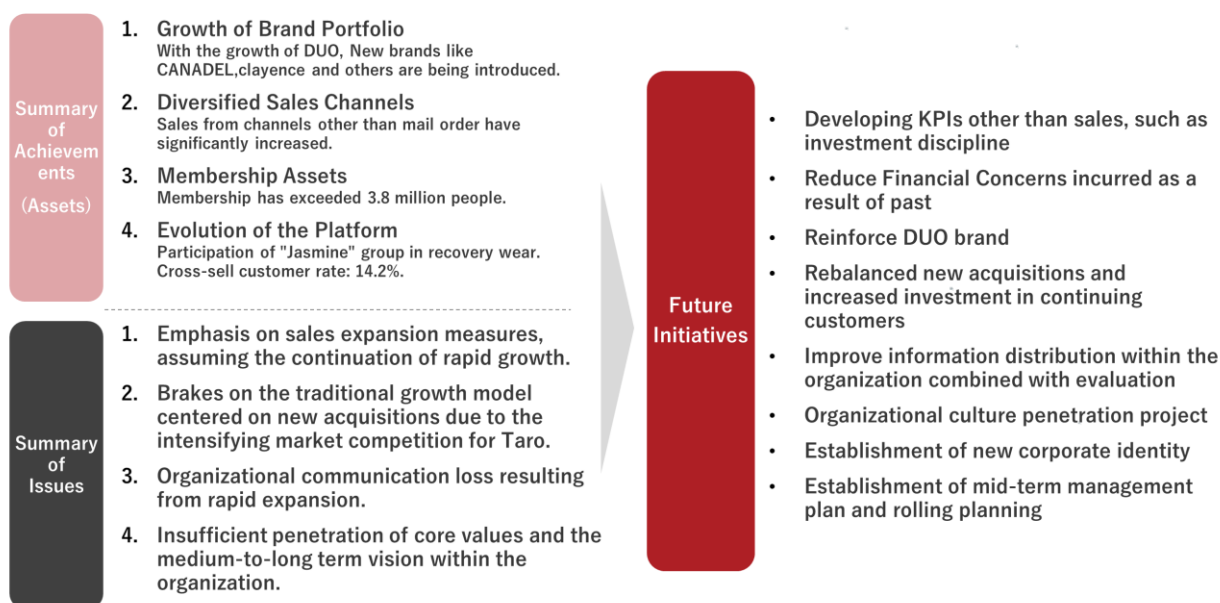 Summary
of
Achievem
ents
(Assets)
1. Growth of Brand Portfolio
With the growth of DUO, New brands like
CANADEL,clayence and others are being introduced.
2. Diversified Sales Channels
Sales from channels other than mail order have
significantly increased.
3. Membership Assets
Membership has exceeded 3.8 million people.
4. Evolution of the Platform
Participation of "Jasmine" group in recovery wear.
Cross-sell customer rate: 14.2%.
Summary
of
Issues
1. Emphasis on sales expansion measures,
assuming the continuation of rapid growth.
2. Brakes on the traditional growth model
centered on new acquisitions due to the
intensifying market competition for Taro.
3. Organizational communication loss resulting
from rapid expansion.
4. Insufficient penetration of core values and the
medium-to-long term vision within the
organization.
Future
Initiatives
• Developing KPIs other than sales, such as
investment discipline
• Reduce Financial Concerns incurred as a
result of past
• Reinforce DUO brand
• Rebalanced new acquisitions and
increased investment in continuing
customers
• Improve information distribution within the
organization combined with evaluation
• Organizational culture penetration project
• Establishment of new corporate identity
• Establishment of mid-term management
plan and rolling planning